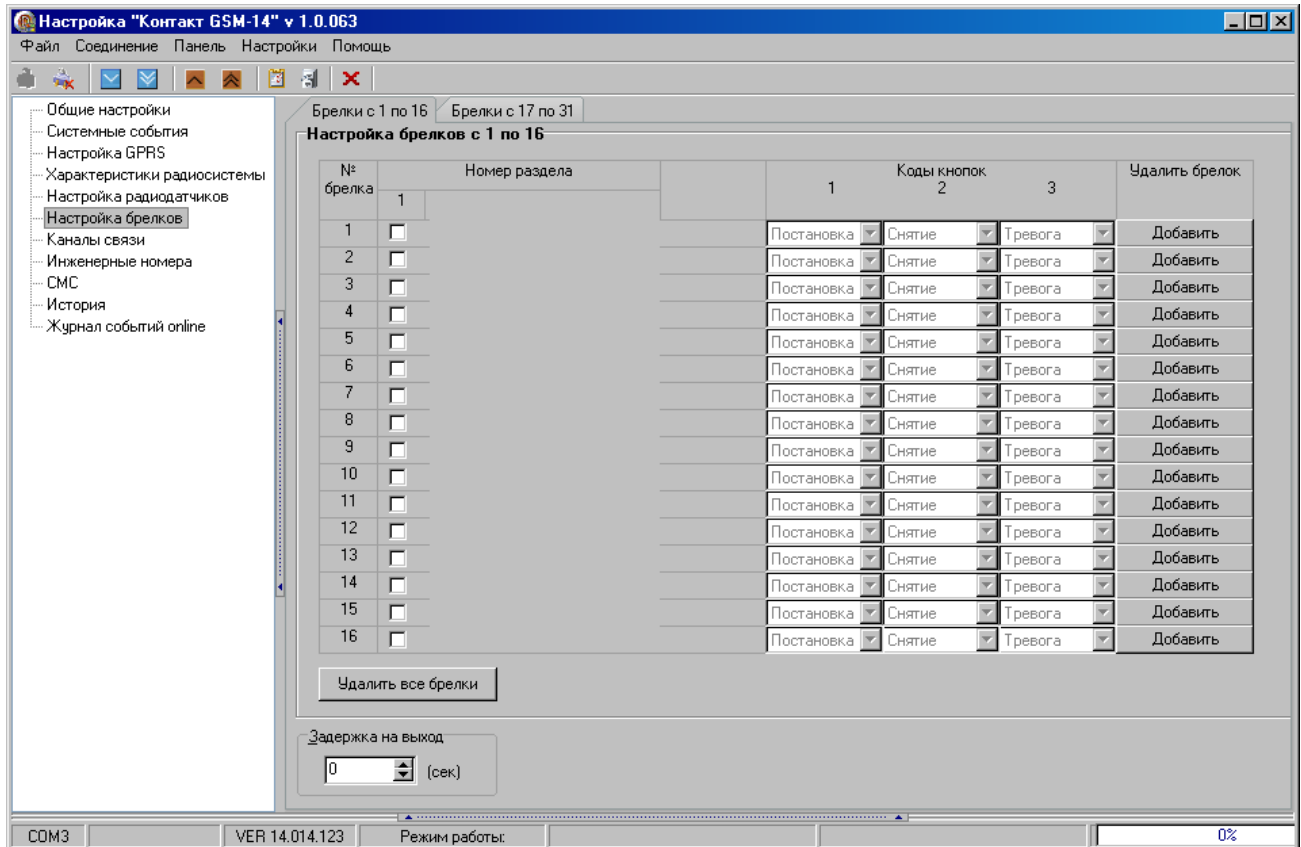 Настройка "Контакт GSM-14" v 1.0.063
Файл Соединение Панель Настройки Помощь
Общие настройки
Системные события
Настройка GPRS
Характеристики радиосистемы
Настройка радиодатчиков
Настройка брелков
Каналы связи
Инженерные номера
СМС
История
Журнал событий online
Брелки с 1 по 16 Брелки с 17 по 31
Настройка брелков с 1 по 16
№ брелка Номер раздела Коды кнопок Удалить брелок
1 1 2 3
1 Постановка Снятие Тревога Добавить
2 Постановка Снятие Тревога Добавить
3 Постановка Снятие Тревога Добавить
4 Постановка Снятие Тревога Добавить
5 Постановка Снятие Тревога Добавить
6 Постановка Снятие Тревога Добавить
7 Постановка Снятие Тревога Добавить
8 Постановка Снятие Тревога Добавить
9 Постановка Снятие Тревога Добавить
10 Постановка Снятие Тревога Добавить
11 Постановка Снятие Тревога Добавить
12 Постановка Снятие Тревога Добавить
13 Постановка Снятие Тревога Добавить
14 Постановка Снятие Тревога Добавить
15 Постановка Снятие Тревога Добавить
16 Постановка Снятие Тревога Добавить
Удалить все брелки
Задержка на выход
0 (сек)
COM3 VER 14.014.123 Режим работы: 0%